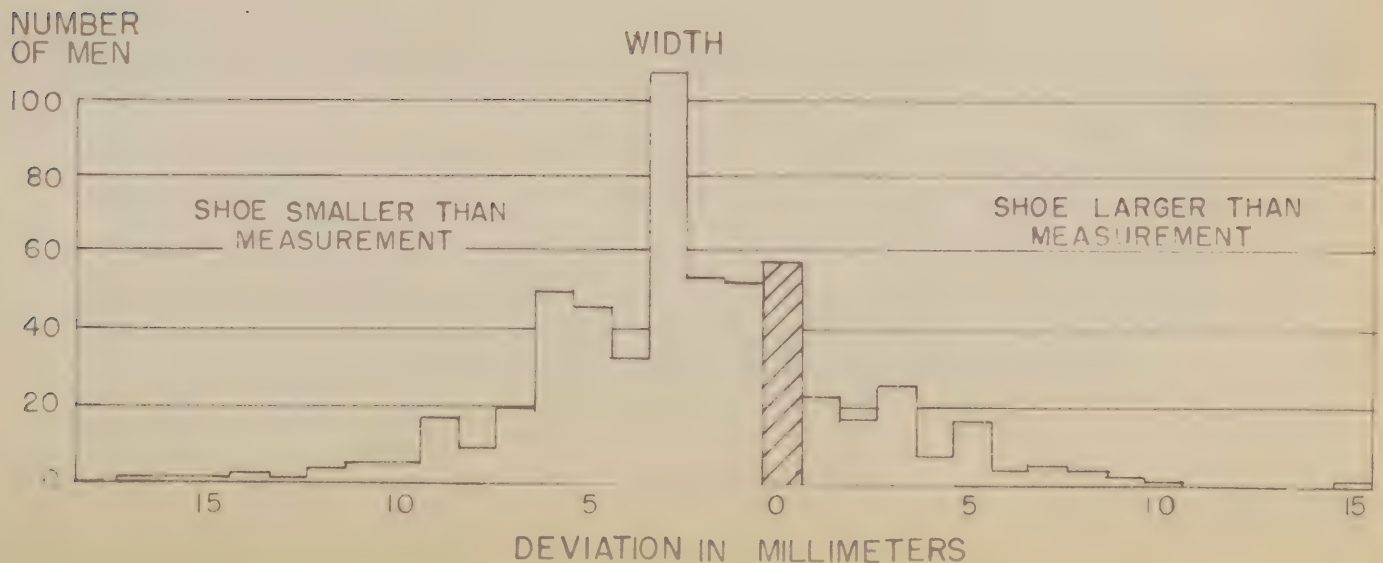 NUMBER
OF MEN
WIDTH
100
80
SHOE SMALLER THAN
MEASUREMENT
SHOE LARGER THAN
MEASUREMENT
60
40
20
0
15 10 5 0 5 10 15
DEVIATION IN MILLIMETERS